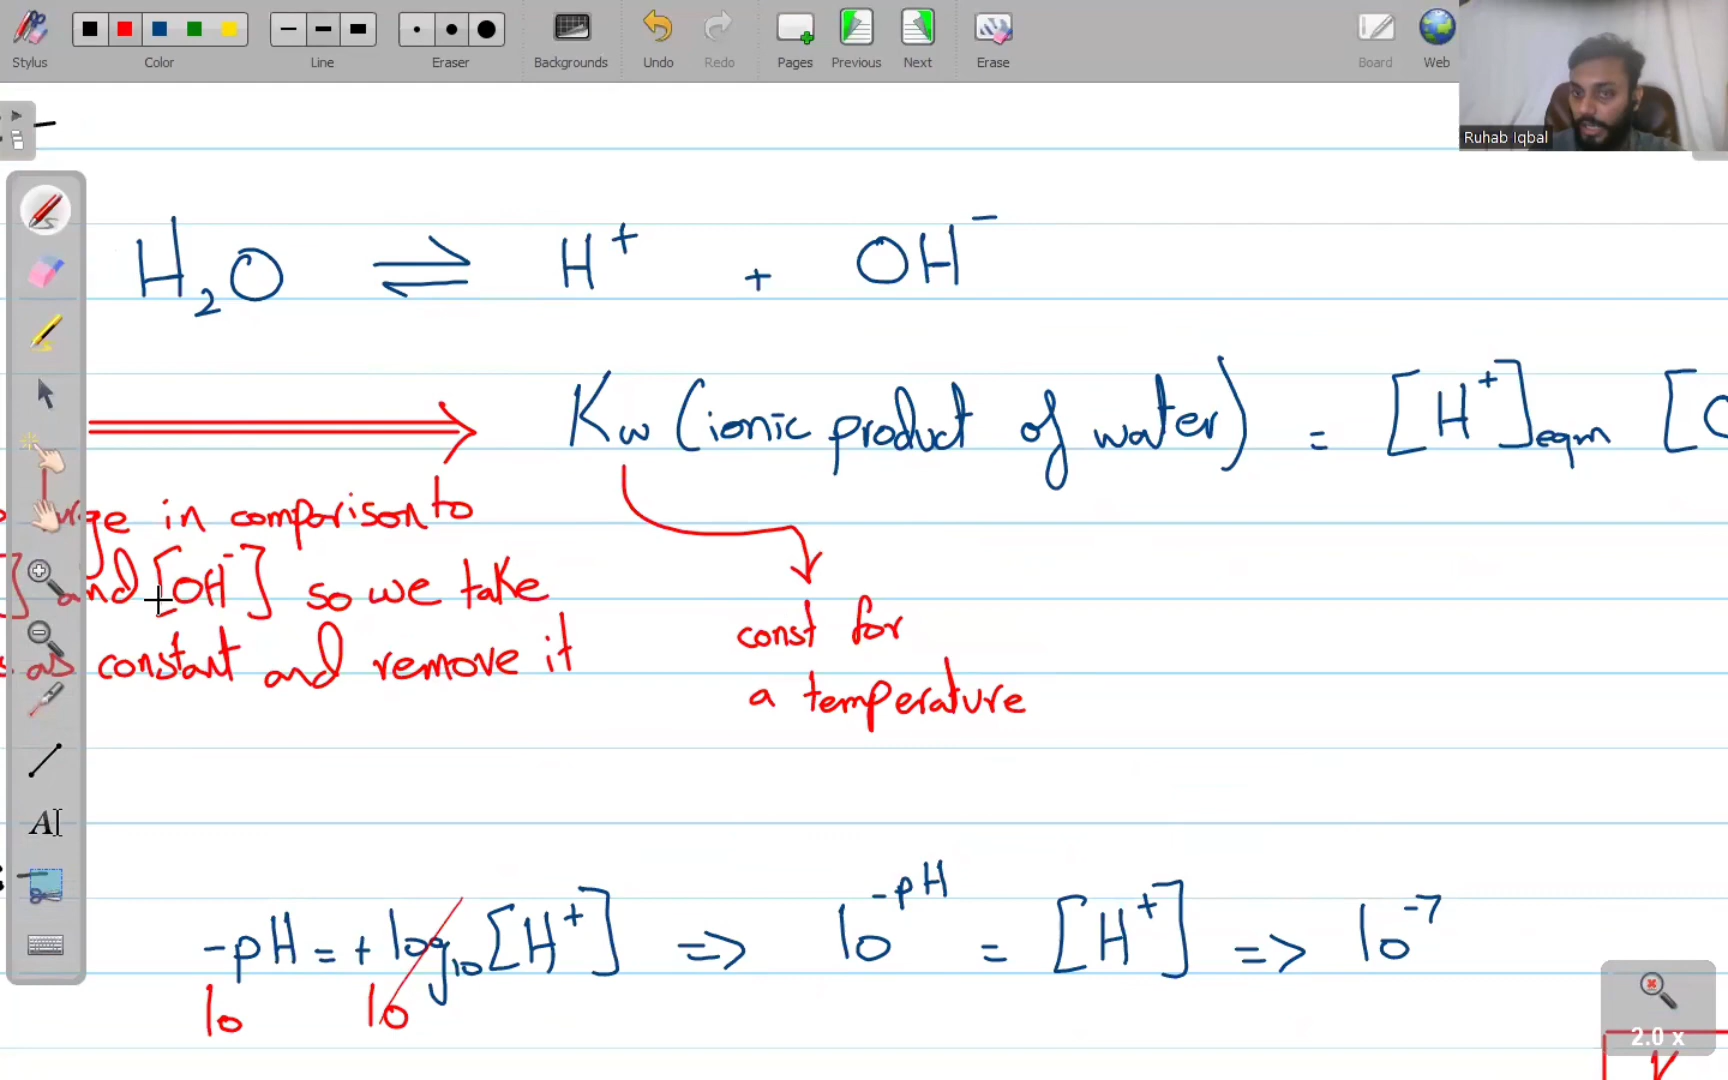 Stylus Color Line Eraser Backgrounds Undo Redo Pages Previous Next Erase Board Web
Ruhab Iqbal
H₂O ⇌ H⁺ + OH⁻
Kw (ionic product of water) = [H⁺]eqm [
in comparison to
and [OH⁻] so we take
as constant and remove it
const for
a temperature
-pH = + log₁₀ [H⁺] => 10^-pH = [H⁺] => 10^-7
10 10
2.0 x